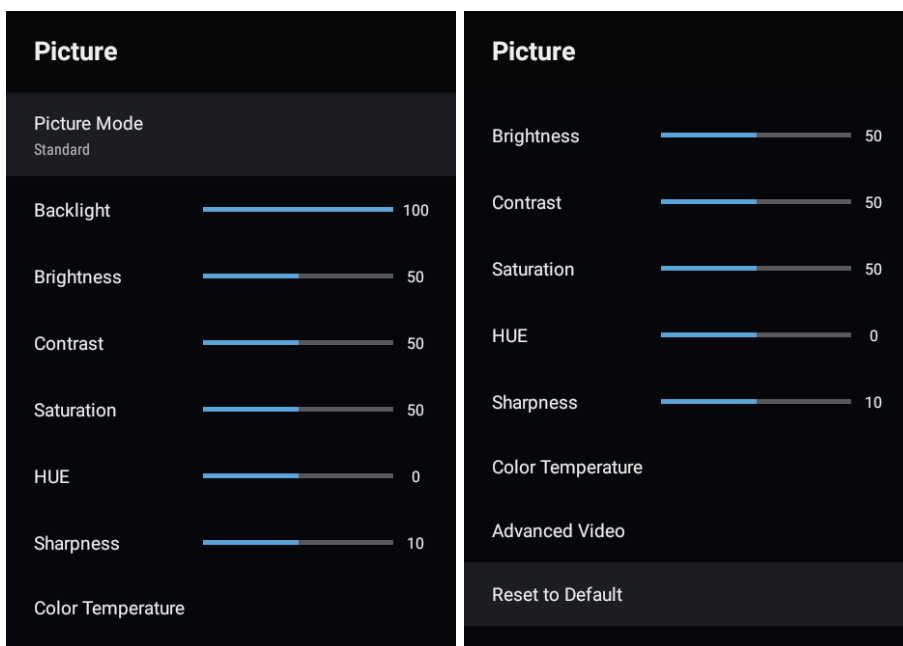 Picture
Picture Mode
Standard
Backlight 100
Brightness 50
Contrast 50
Saturation 50
HUE 0
Sharpness 10
Color Temperature
Picture
Brightness 50
Contrast 50
Saturation 50
HUE 0
Sharpness 10
Color Temperature
Advanced Video
Reset to Default